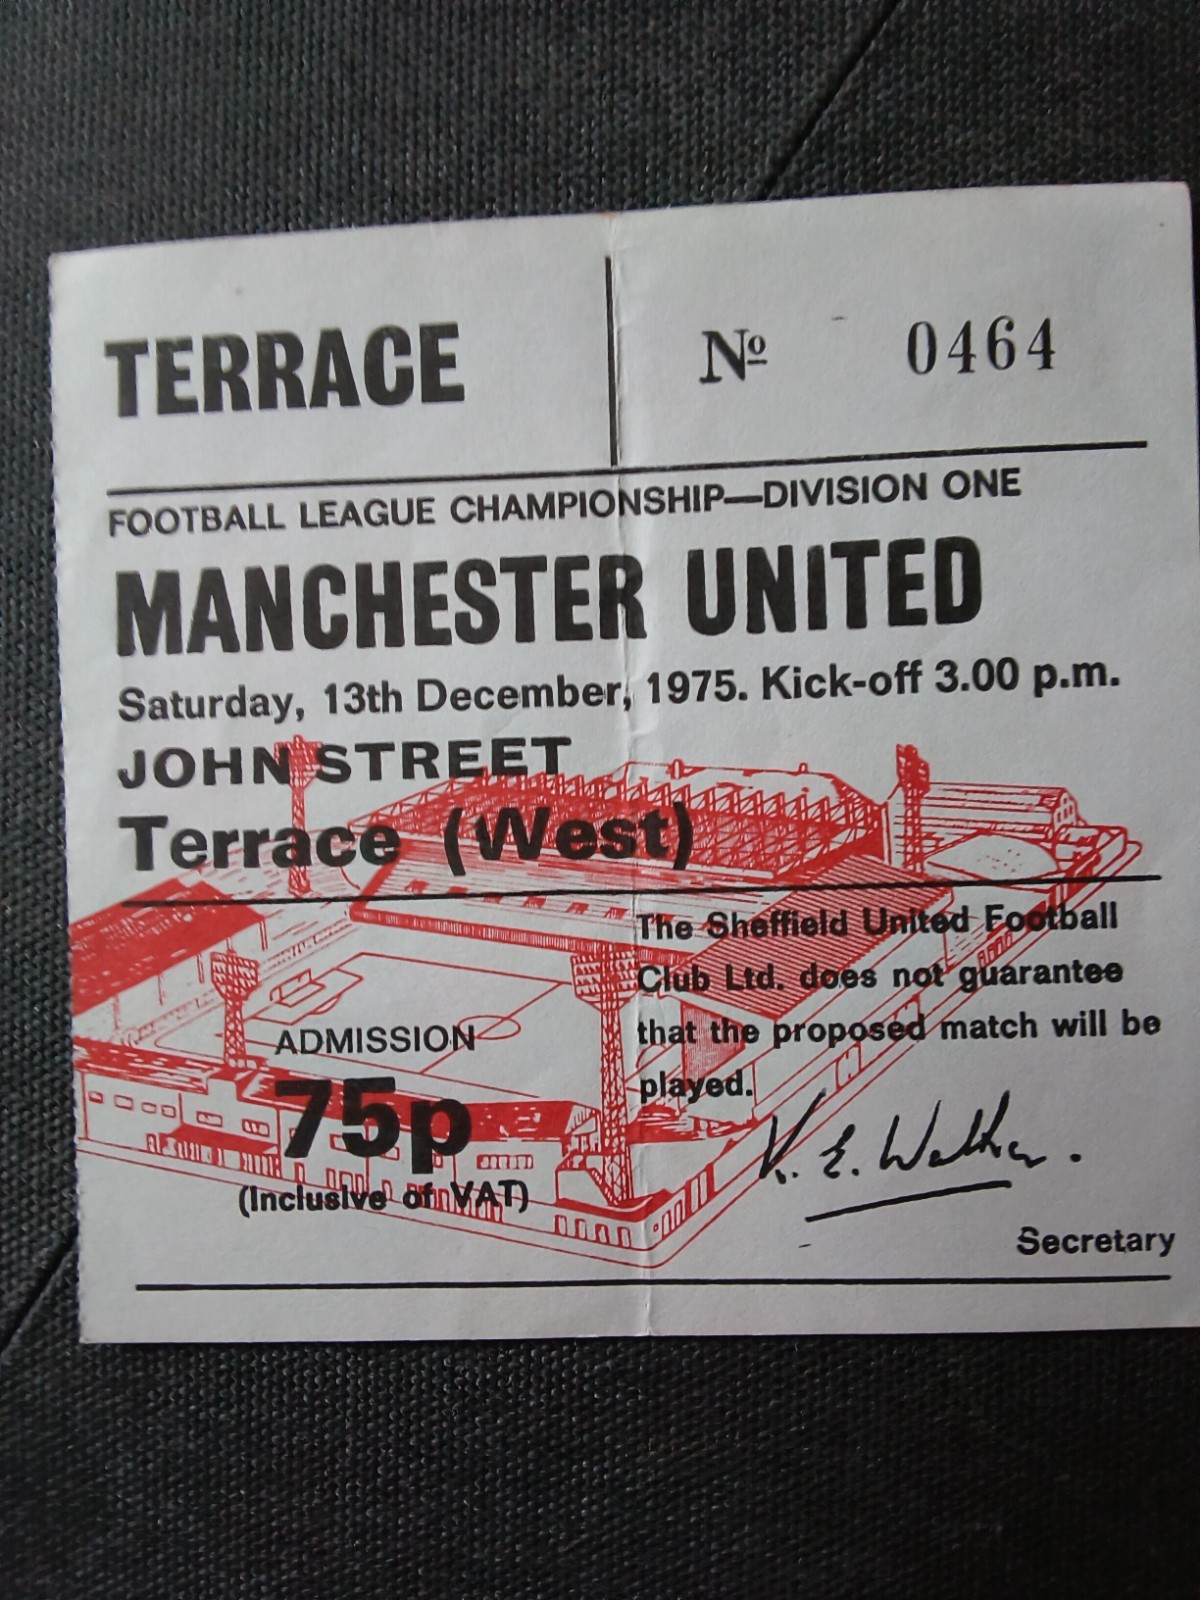 TERRACE
Nº 0464
FOOTBALL LEAGUE CHAMPIONSHIP—DIVISION ONE
MANCHESTER UNITED
Saturday, 13th December, 1975. Kick-off 3.00 p.m.
JOHN STREET
Terrace (West)
ADMISSION
75p
(Inclusive of VAT)
The Sheffield United Football
Club Ltd. does not guarantee
that the proposed match will be
played.
K. E. Walker.
Secretary